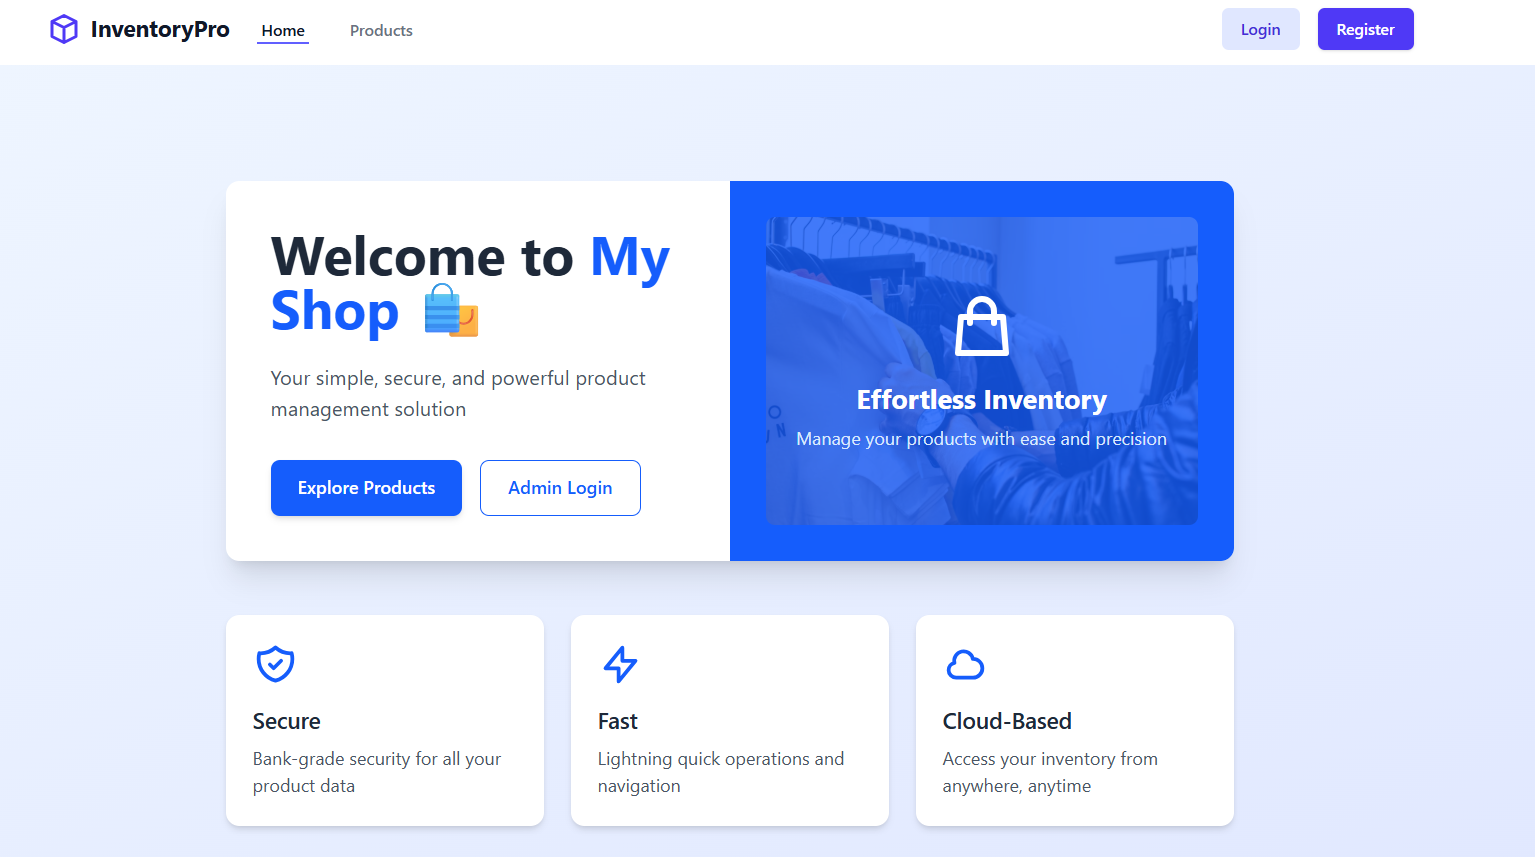 InventoryPro
Home
Products
Login
Register
Welcome to My
Shop
Your simple, secure, and powerful product
management solution
Explore Products
Admin Login
Effortless Inventory
Manage your products with ease and precision
Secure
Bank-grade security for all your
product data
Fast
Lightning quick operations and
navigation
Cloud-Based
Access your inventory from
anywhere, anytime